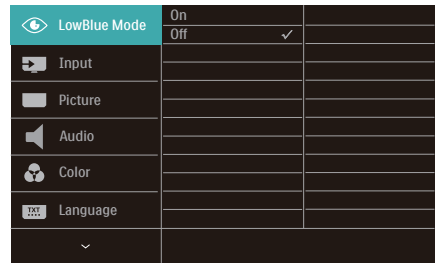 LowBlue Mode
On
Off
Input
Picture
Audio
Color
TXT
Language